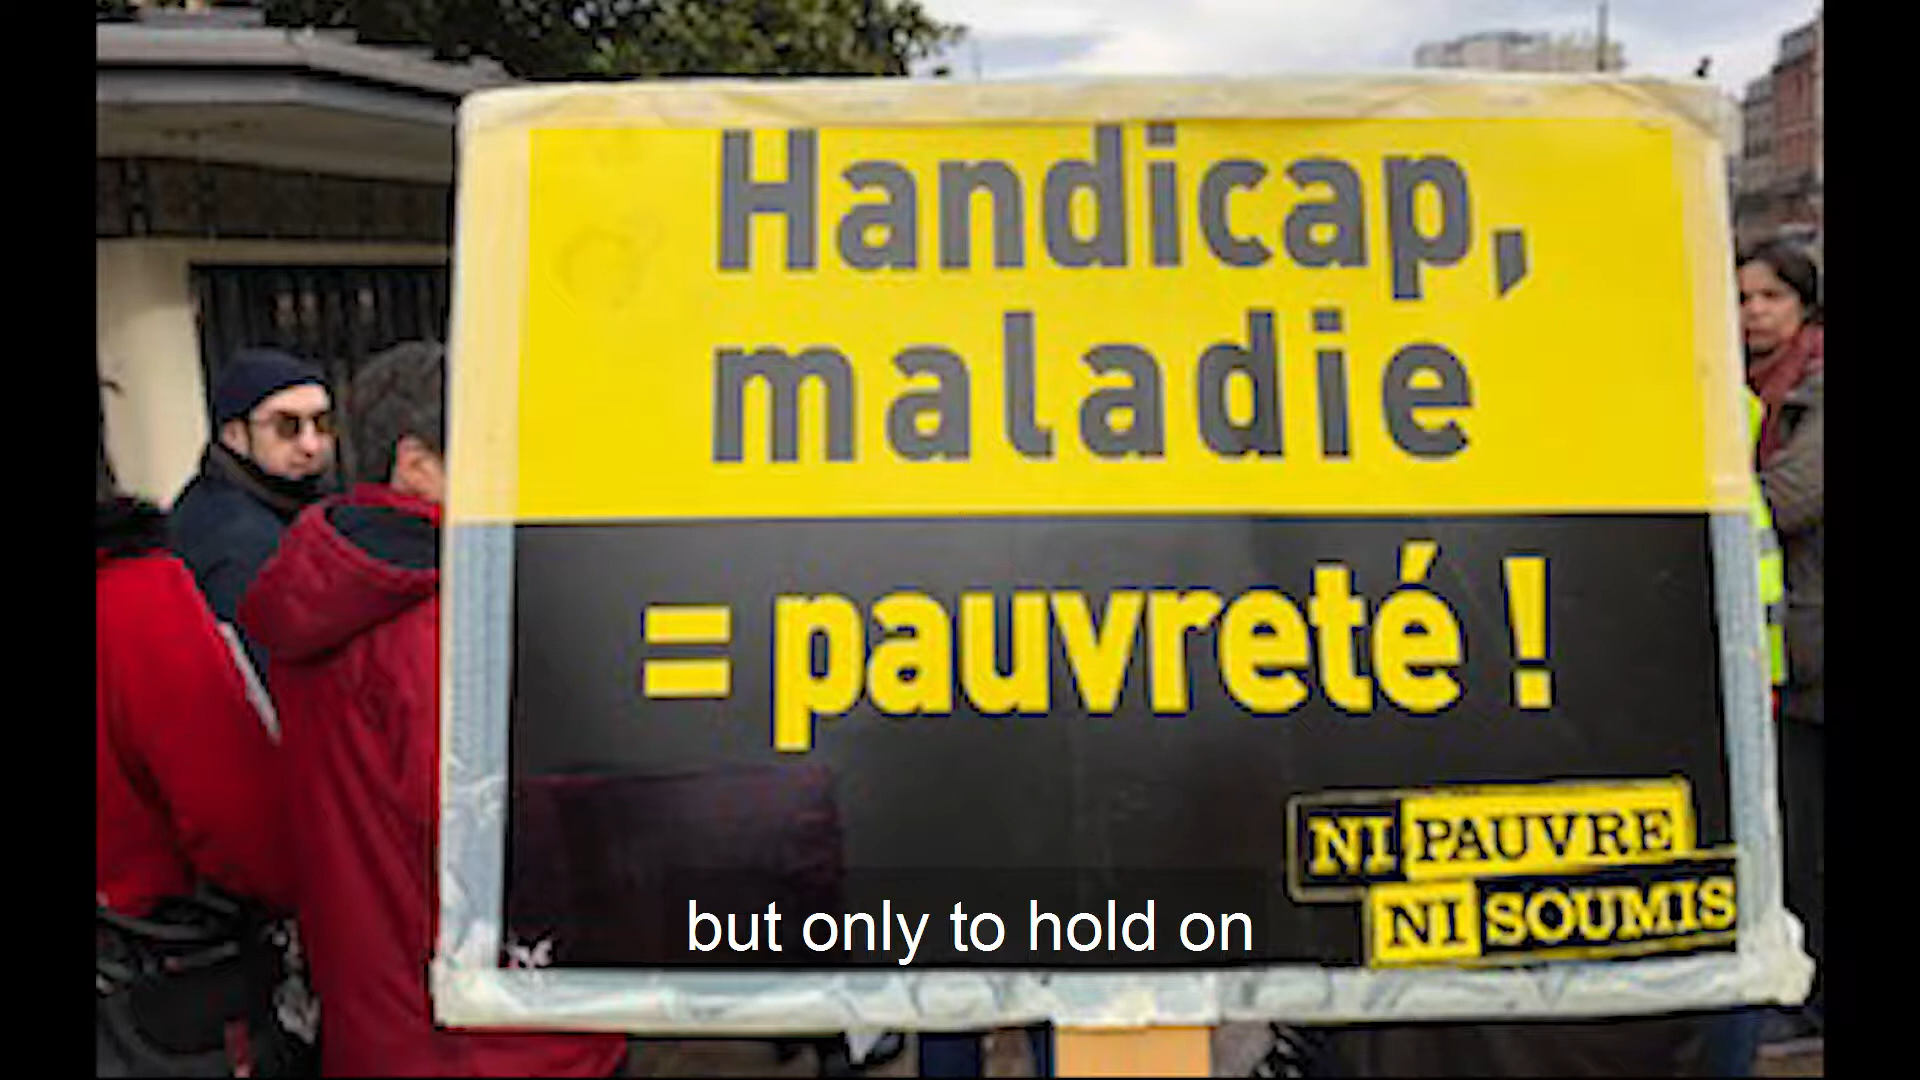 Handicap,
maladie
= pauvreté !
NI PAUVRE
NI SOUMIS
but only to hold on